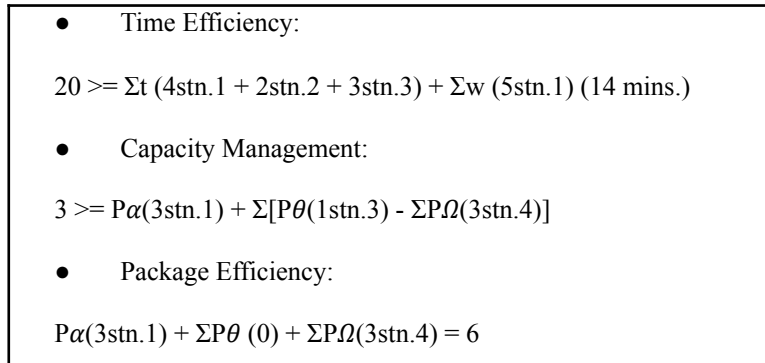 ● Time Efficiency:
20 >= Σt (4stn.1 + 2stn.2 + 3stn.3) + Σw (5stn.1) (14 mins.)
● Capacity Management:
3 >= P𝛼(3stn.1) + Σ[P𝜃(1stn.3) - ΣP𝛺(3stn.4)]
● Package Efficiency:
P𝛼(3stn.1) + ΣP𝜃 (0) + ΣP𝛺(3stn.4) = 6